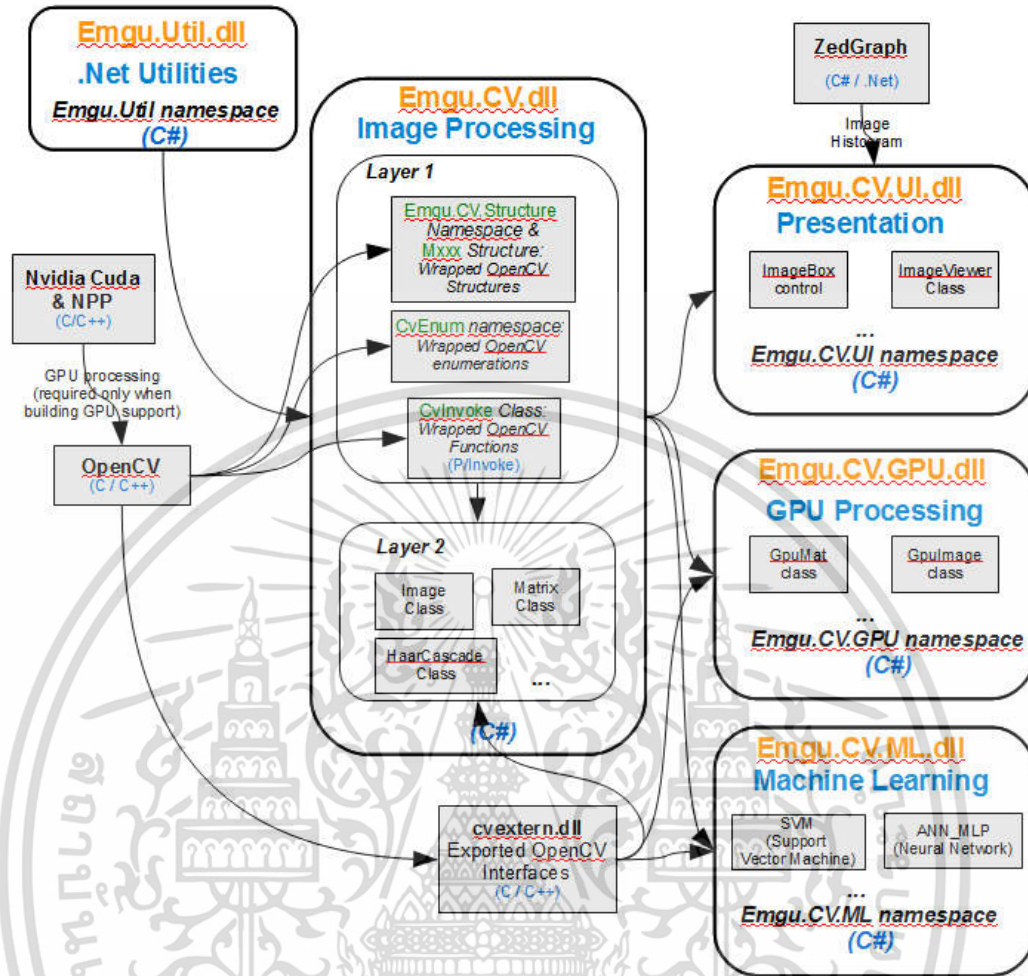 Emgu.Util.dll
.Net Utilities
Emgu.Util namespace
(C#)
Nvidia Cuda
& NPP
(C/C++)
GPU processing
(required only when
building GPU support)
OpenCV
(C / C++)
Emgu.CV.dll
Image Processing
Layer 1
Emgu.CV.Structure
Namespace &
Mxxx Structure:
Wrapped OpenCV
Structures
CvEnum namespace:
Wrapped OpenCV
enumerations
CvInvoke Class:
Wrapped OpenCV
Functions
(P/Invoke)
Layer 2
Image
Class
Matrix
Class
HaarCascade
Class
...
(C#)
cvextern.dll
Exported OpenCV
Interfaces
(C / C++)
ZedGraph
(C# / .Net)
Image
Histogram
Emgu.CV.UI.dll
Presentation
ImageBox
control
ImageViewer
Class
...
Emgu.CV.UI namespace
(C#)
Emgu.CV.GPU.dll
GPU Processing
GpuMat
class
GpuImage
class
...
Emgu.CV.GPU namespace
(C#)
Emgu.CV.ML.dll
Machine Learning
SVM
(Support
Vector Machine)
ANN_MLP
(Neural Network)
...
Emgu.CV.ML namespace
(C#)